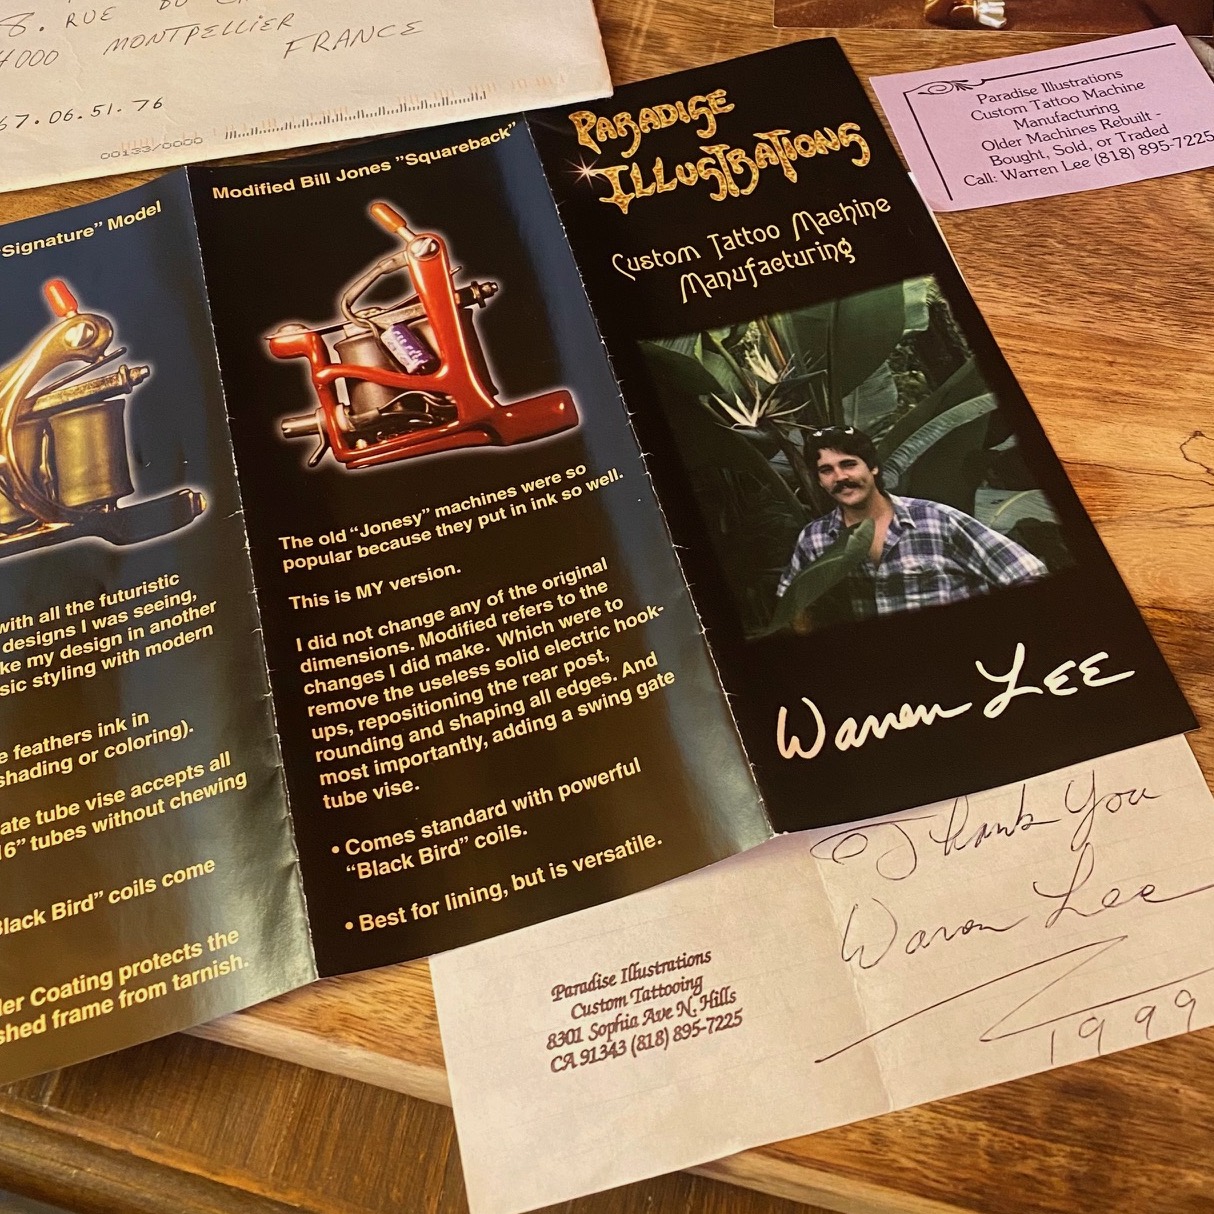 8. RUE DU
MONTPELLIER
FRANCE
67.06.51.76
00133/0000
"Signature" Model
with all the futuristic
designs I was seeing,
ke my design in another
sic styling with modern
e feathers ink in
shading or coloring).
ate tube vise accepts all
16" tubes without chewing
Black Bird" coils come
der Coating protects the
shed frame from tarnish.
Modified Bill Jones "Squareback"
The old "Jonesy" machines were so
popular because they put in ink so well.
This is MY version.
I did not change any of the original
dimensions. Modified refers to the
changes I did make. Which were to
remove the useless solid electric hook-
ups, repositioning the rear post,
rounding and shaping all edges. And
most importantly, adding a swing gate
tube vise.
• Comes standard with powerful
"Black Bird" coils.
• Best for lining, but is versatile.
PARADISE
ILLUSTRATIONS
Custom Tattoo Machine
Manufacturing
Warren LEE
Paradise Illustrations
Custom Tattoo Machine
Manufacturing
Older Machines Rebuilt -
Bought, Sold, or Traded
Call: Warren Lee (818) 895-7225
Paradise Illustrations
Custom Tattooing
8301 Sophia Ave N. Hills
CA 91343 (818) 895-7225
Thank You
Warren Lee
1999